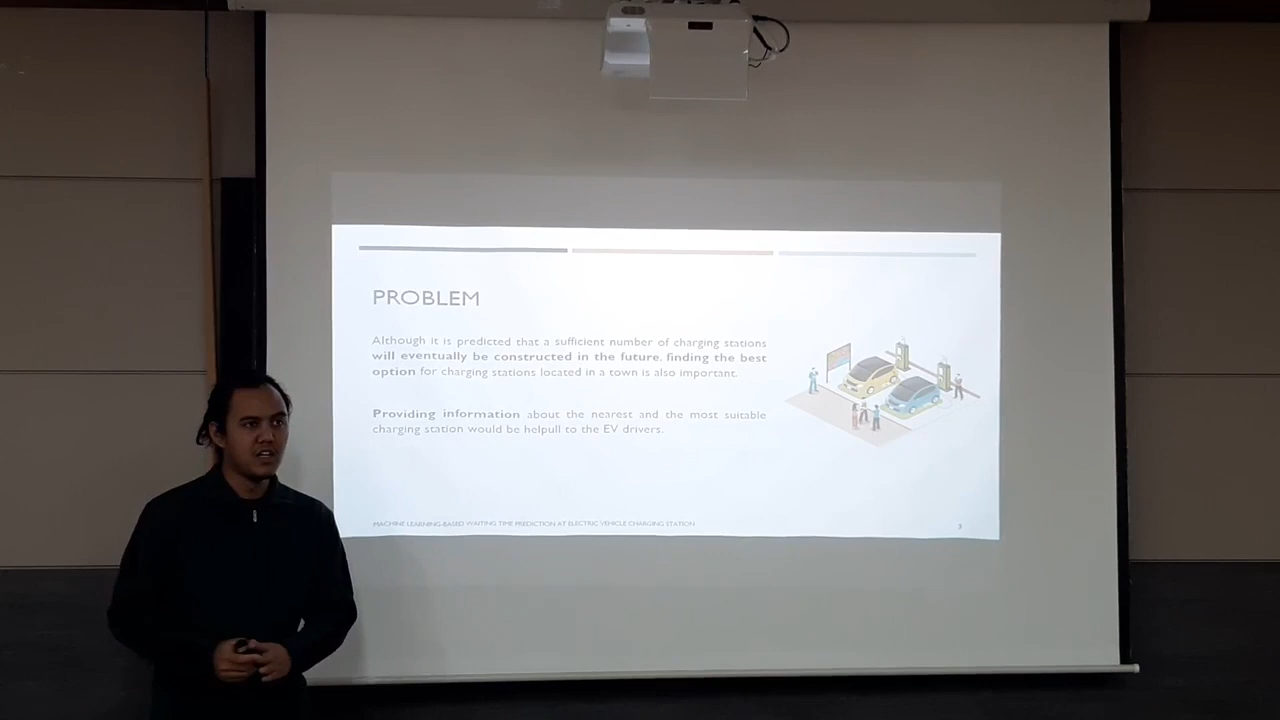 PROBLEM
Although it is predicted that a sufficient number of charging stations
will eventually be constructed in the future, finding the best
option for charging stations located in a town is also important.
Providing information about the nearest and the most suitable
charging station would be helpull to the EV drivers.
MACHINE LEARNING-BASED WAITING TIME PREDICTION AT ELECTRIC VEHICLE CHARGING STATION
3